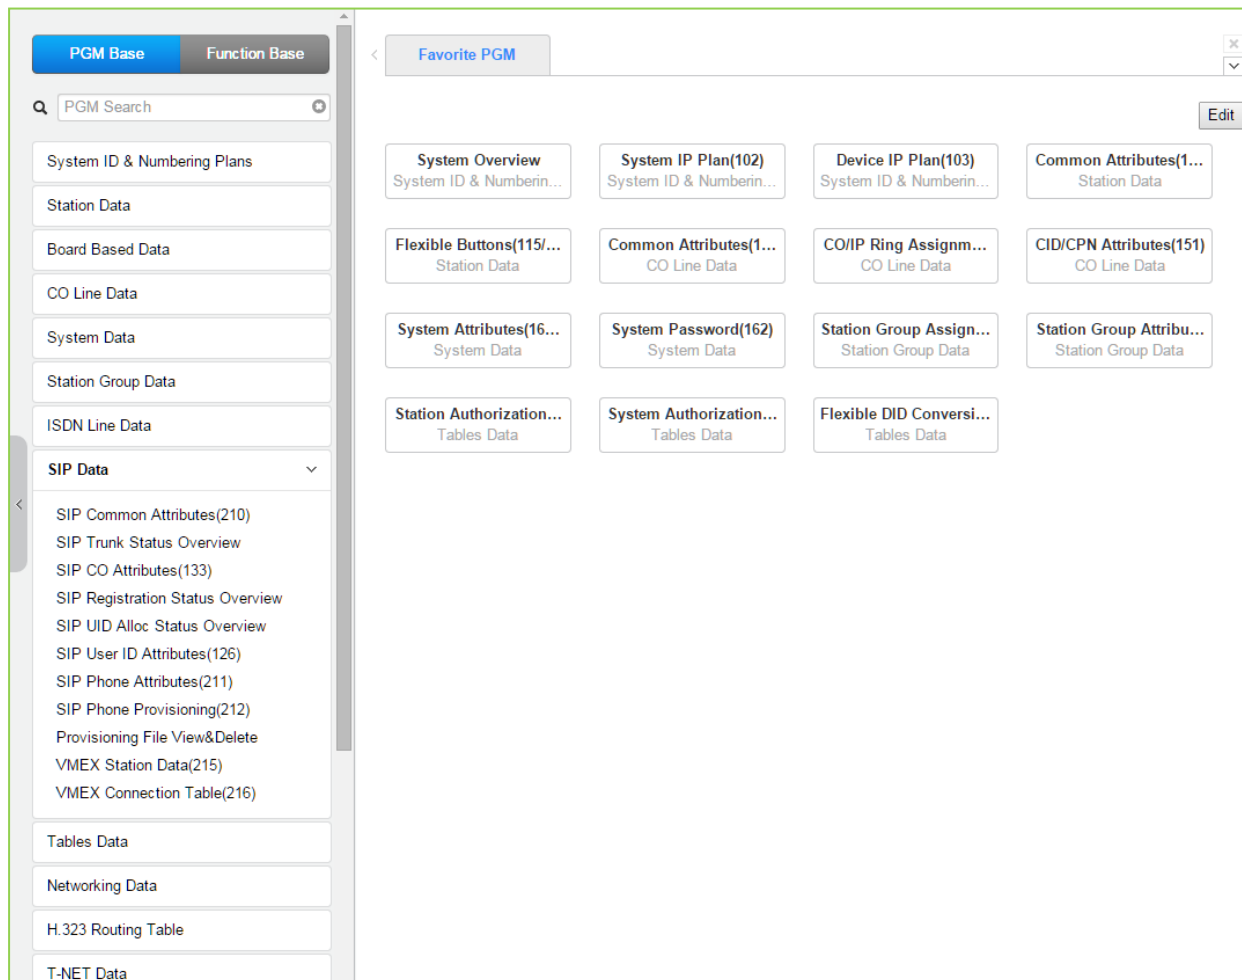 PGM Base
Function Base
PGM Search
System ID & Numbering Plans
Station Data
Board Based Data
CO Line Data
System Data
Station Group Data
ISDN Line Data
SIP Data
SIP Common Attributes(210)
SIP Trunk Status Overview
SIP CO Attributes(133)
SIP Registration Status Overview
SIP UID Alloc Status Overview
SIP User ID Attributes(126)
SIP Phone Attributes(211)
SIP Phone Provisioning(212)
Provisioning File View&Delete
VMEX Station Data(215)
VMEX Connection Table(216)
Tables Data
Networking Data
H.323 Routing Table
T-NET Data
Favorite PGM
Edit
System Overview
System ID & Numberin...
System IP Plan(102)
System ID & Numberin...
Device IP Plan(103)
System ID & Numberin...
Common Attributes(1...
Station Data
Flexible Buttons(115/...
Station Data
Common Attributes(1...
CO Line Data
CO/IP Ring Assignm...
CO Line Data
CID/CPN Attributes(151)
CO Line Data
System Attributes(16...
System Data
System Password(162)
System Data
Station Group Assign...
Station Group Data
Station Group Attribu...
Station Group Data
Station Authorization...
Tables Data
System Authorization...
Tables Data
Flexible DID Conversi...
Tables Data